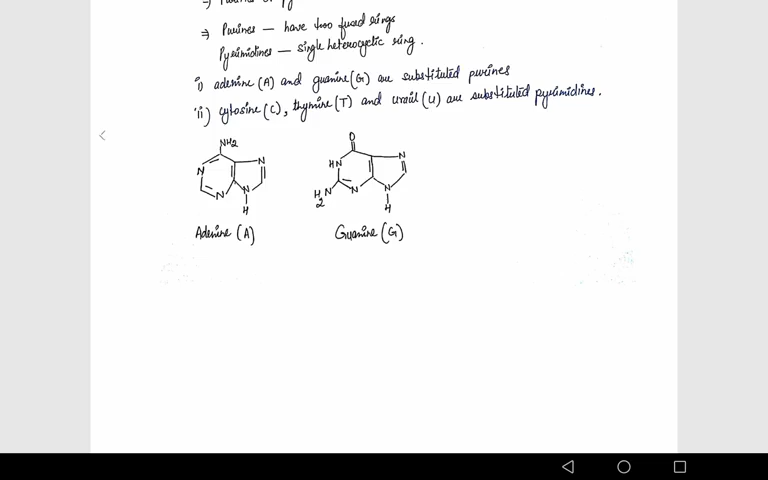 ⇒ Purines — have two fused rings
Pyrimidines — single heterocyclic ring.
i) adenine (A) and guanine (G) are substituted purines
ii) cytosine (C), thymine (T) and uracil (U) are substituted pyrimidines.
NH2
N
N
N
N
H
Adenine (A)
O
HN
N
H2N
N
N
H
Guanine (G)